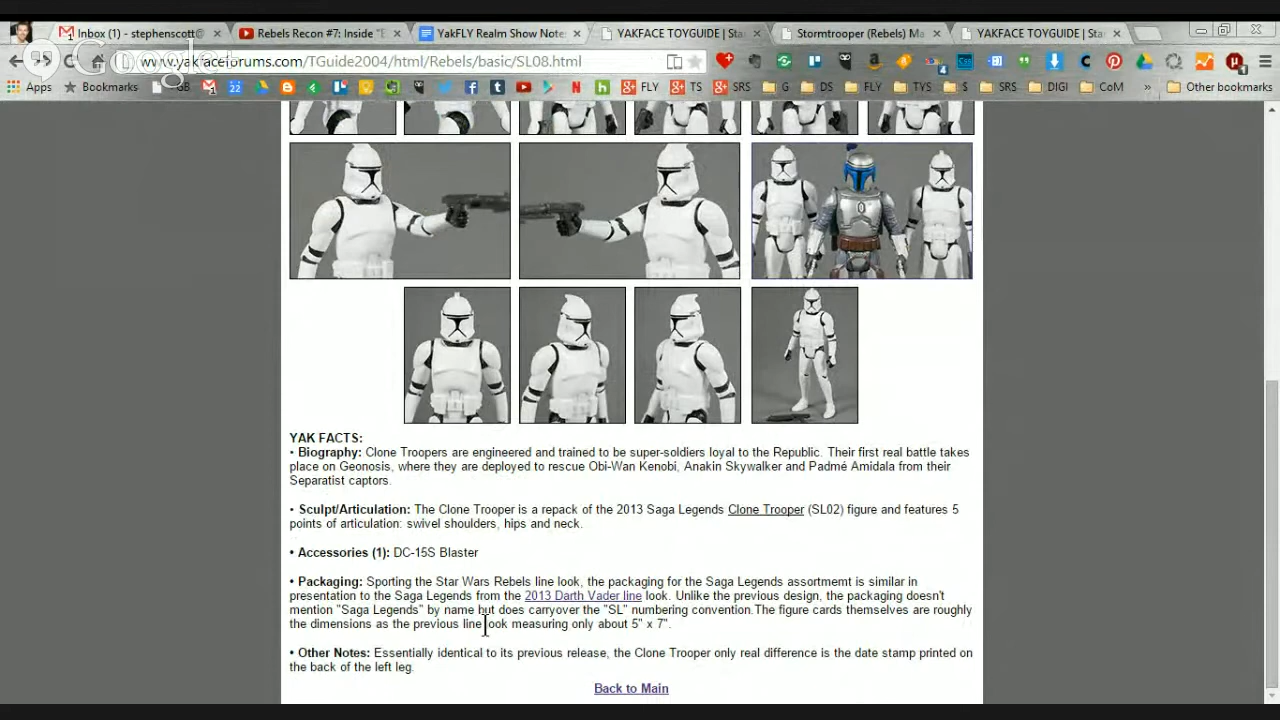 Inbox (1) - stephenscott@
Rebels Recon #7: Inside "E
YakFLY Realm Show Notes
YAKFACE TOYGUIDE | Sta
Stormtrooper (Rebels) Ma
YAKFACE TOYGUIDE | Sta
Google+
www.yakfaceforums.com/TGuide2004/html/Rebels/basic/SL08.html
Apps
Bookmarks
GB
FLY
TS
SRS
G
DS
FLY
TVS
S
SRS
DIGI
CoM
»
Other bookmarks
YAK FACTS:
• Biography: Clone Troopers are engineered and trained to be super-soldiers loyal to the Republic. Their first real battle takes
place on Geonosis, where they are deployed to rescue Obi-Wan Kenobi, Anakin Skywalker and Padmé Amidala from their
Separatist captors.
• Sculpt/Articulation: The Clone Trooper is a repack of the 2013 Saga Legends Clone Trooper (SL02) figure and features 5
points of articulation: swivel shoulders, hips and neck.
• Accessories (1): DC-15S Blaster
• Packaging: Sporting the Star Wars Rebels line look, the packaging for the Saga Legends assortmemt is similar in
presentation to the Saga Legends from the 2013 Darth Vader line look. Unlike the previous design, the packaging doesn't
mention "Saga Legends" by name but does carryover the "SL" numbering convention.The figure cards themselves are roughly
the dimensions as the previous line look measuring only about 5" x 7".
• Other Notes: Essentially identical to its previous release, the Clone Trooper only real difference is the date stamp printed on
the back of the left leg.
Back to Main